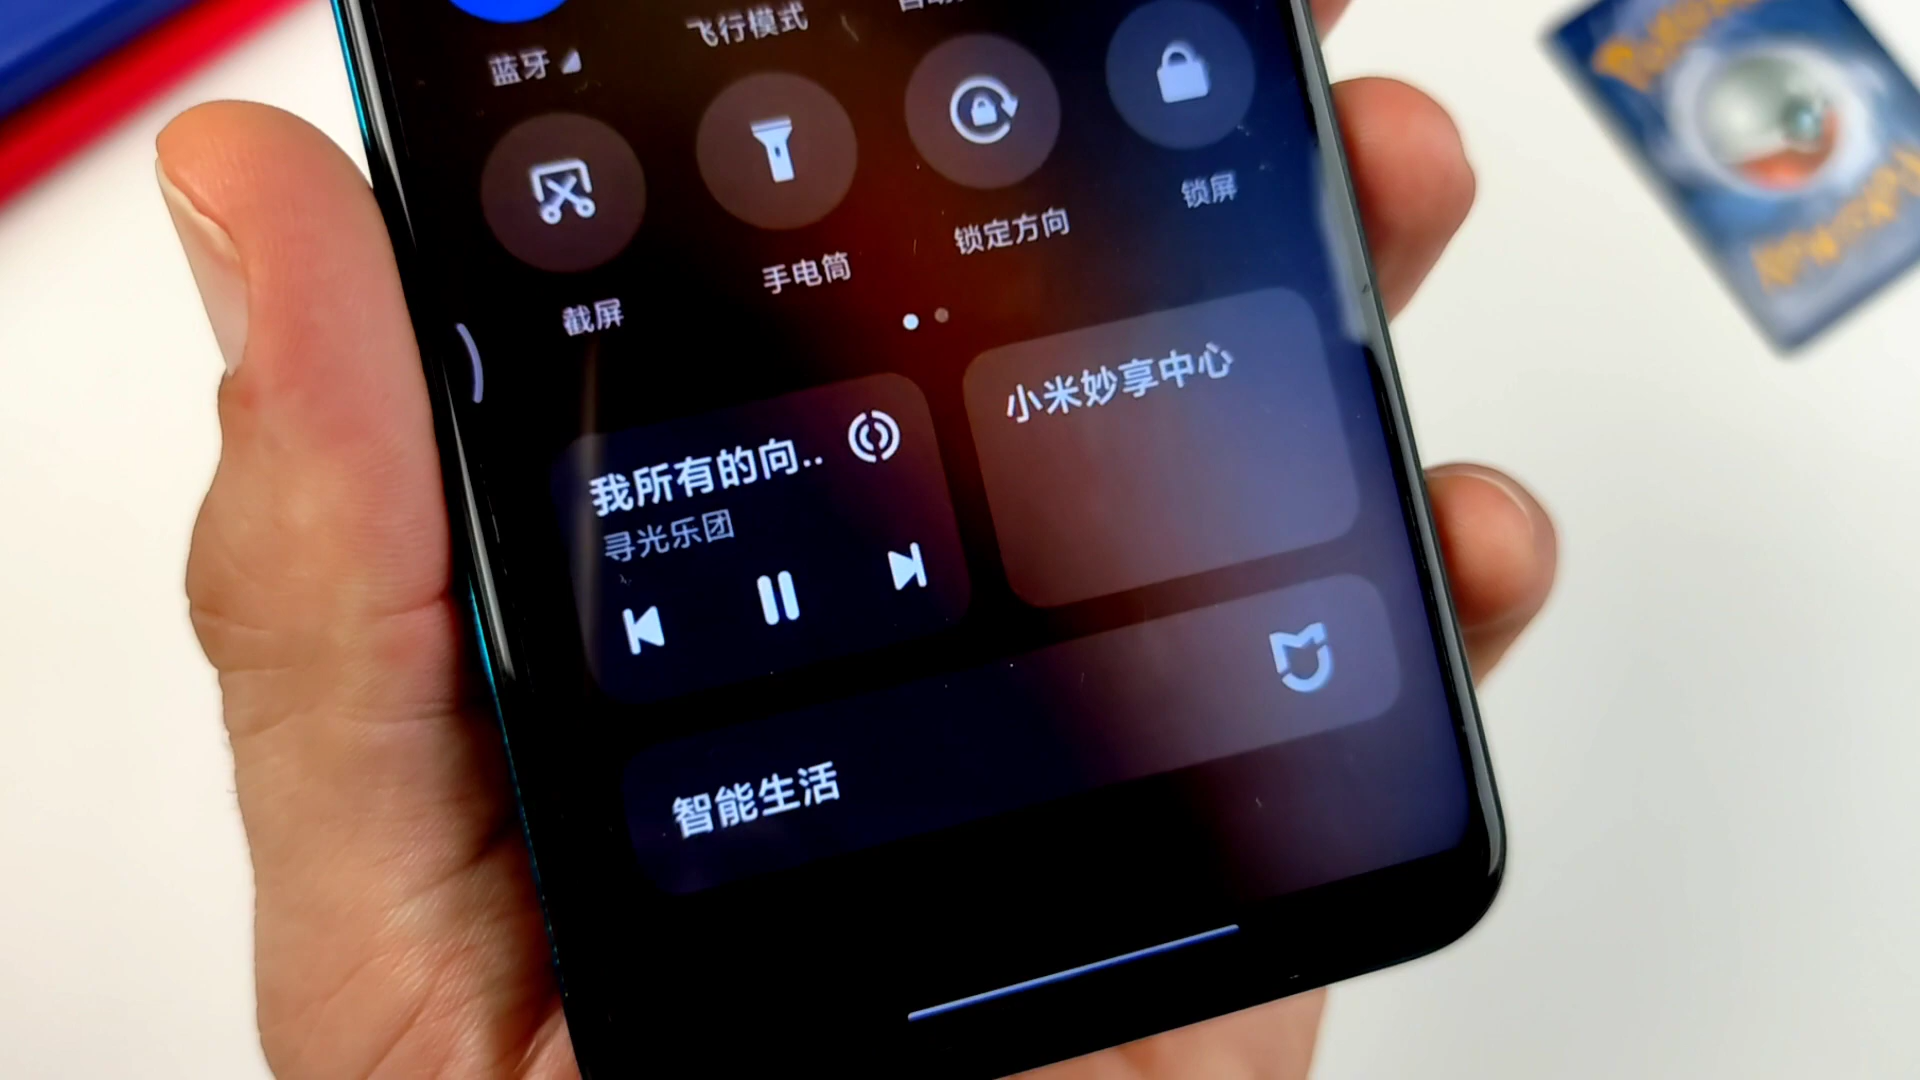 蓝牙
飞行模式
截屏
手电筒
锁定方向
锁屏
我所有的向..
寻光乐团
小米妙享中心
智能生活